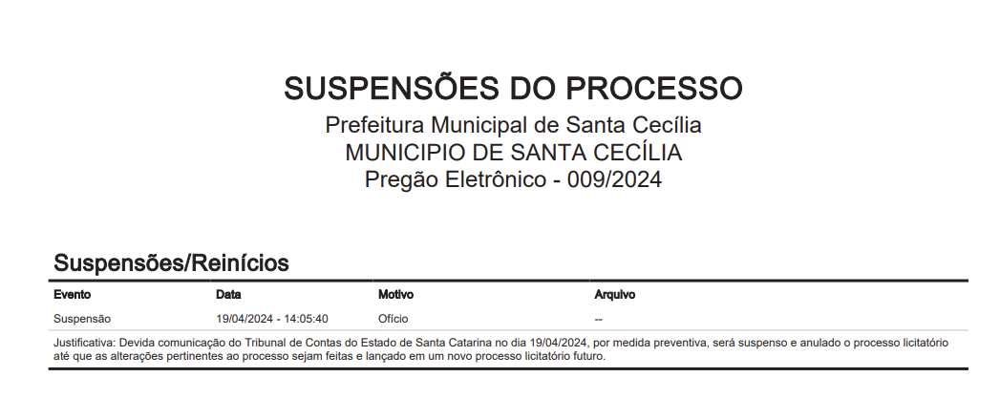 SUSPENSÕES DO PROCESSO
Prefeitura Municipal de Santa Cecília
MUNICIPIO DE SANTA CECÍLIA
Pregão Eletrônico - 009/2024
Suspensões/Reinícios
Evento Data Motivo Arquivo
Suspensão 19/04/2024 - 14:05:40 Ofício --
Justificativa: Devida comunicação do Tribunal de Contas do Estado de Santa Catarina no dia 19/04/2024, por medida preventiva, será suspenso e anulado o processo licitatório
até que as alterações pertinentes ao processo sejam feitas e lançado em um novo processo licitatório futuro.